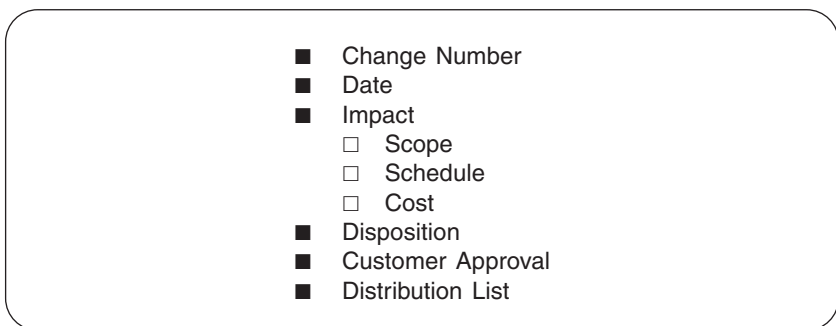 ■ Change Number
■ Date
■ Impact
□ Scope
□ Schedule
□ Cost
■ Disposition
■ Customer Approval
■ Distribution List